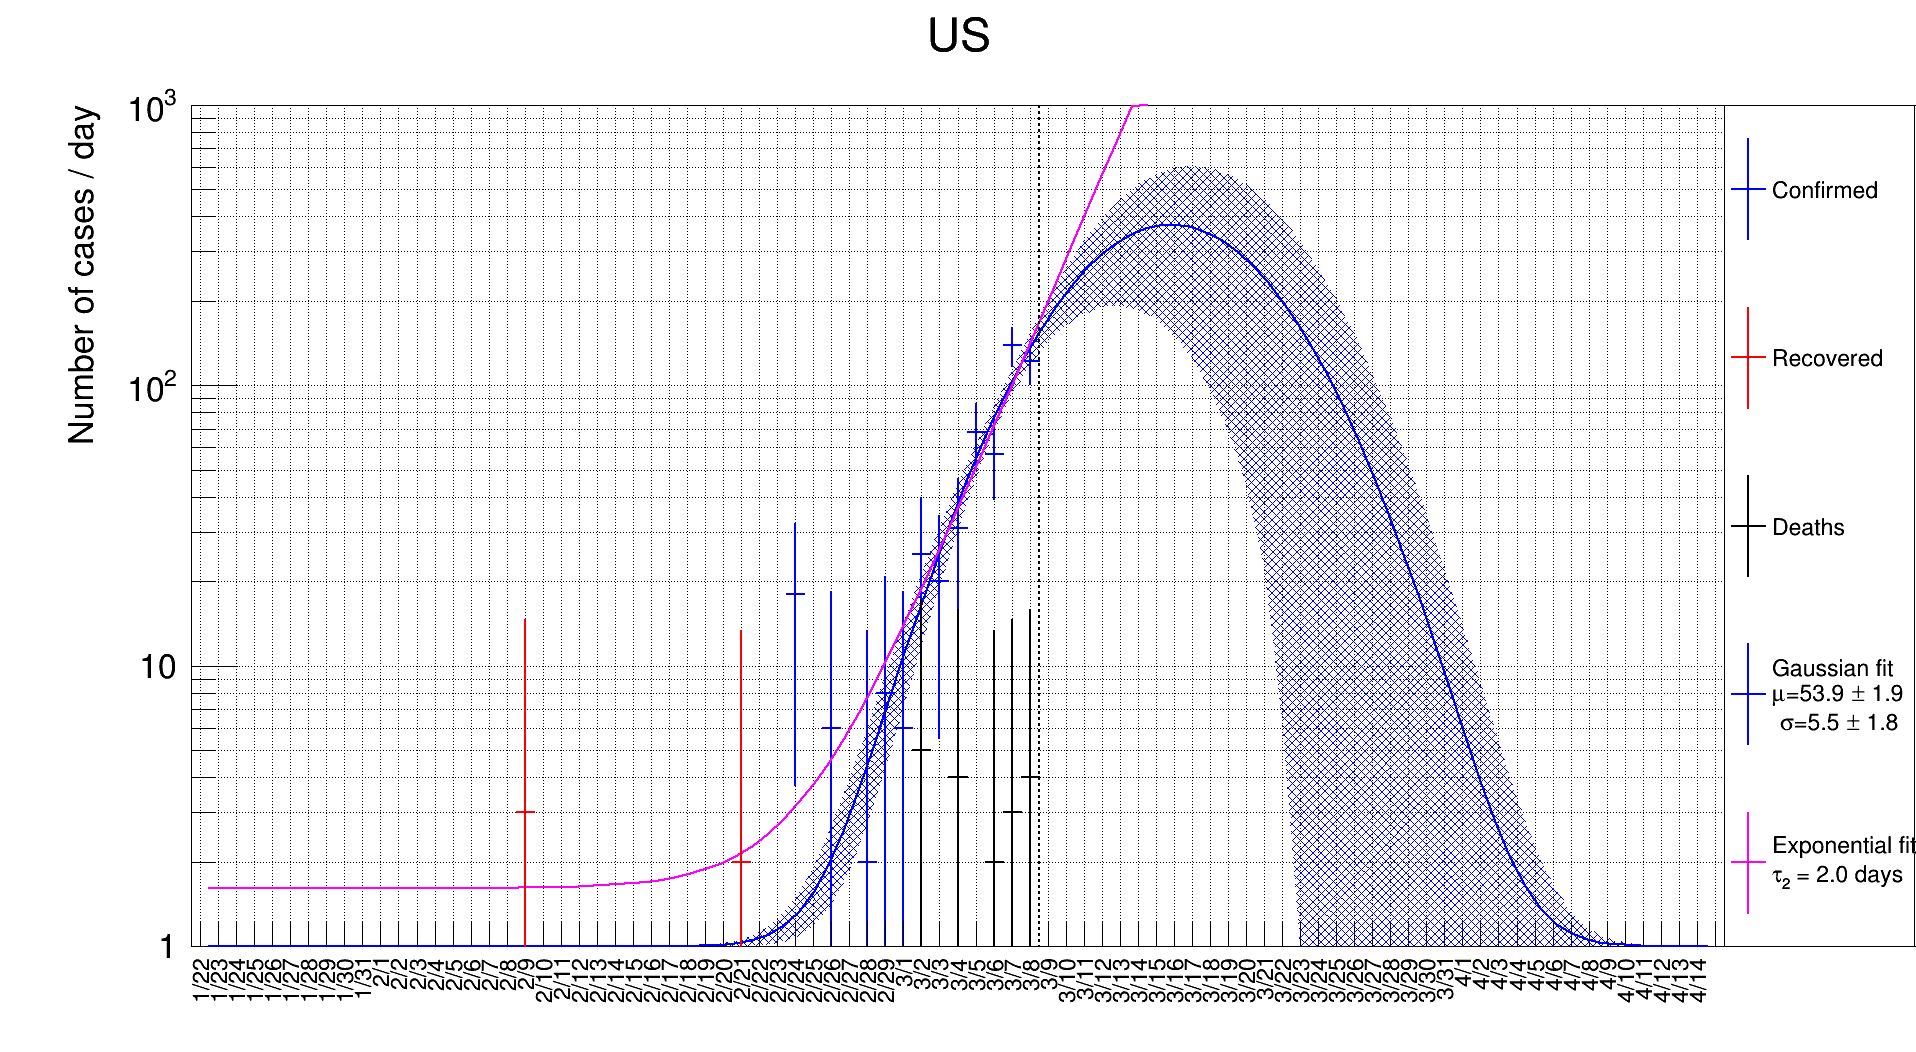 US
Number of cases / day
10³
10²
10
1
1/22 1/23 1/24 1/25 1/26 1/27 1/28 1/29 1/30 1/31 2/1 2/2 2/3 2/4 2/5 2/6 2/7 2/8 2/9 2/10 2/11 2/12 2/13 2/14 2/15 2/16 2/17 2/18 2/19 2/20 2/21 2/22 2/23 2/24 2/25 2/26 2/27 2/28 2/29 3/1 3/2 3/3 3/4 3/5 3/6 3/7 3/8 3/9 3/10 3/11 3/12 3/13 3/14 3/15 3/16 3/17 3/18 3/19 3/20 3/21 3/22 3/23 3/24 3/25 3/26 3/27 3/28 3/29 3/30 3/31 4/1 4/2 4/3 4/4 4/5 4/6 4/7 4/8 4/9 4/10 4/11 4/12 4/13 4/14
Confirmed
Recovered
Deaths
Gaussian fit
μ=53.9 ± 1.9
σ=5.5 ± 1.8
Exponential fit
τ₂ = 2.0 days